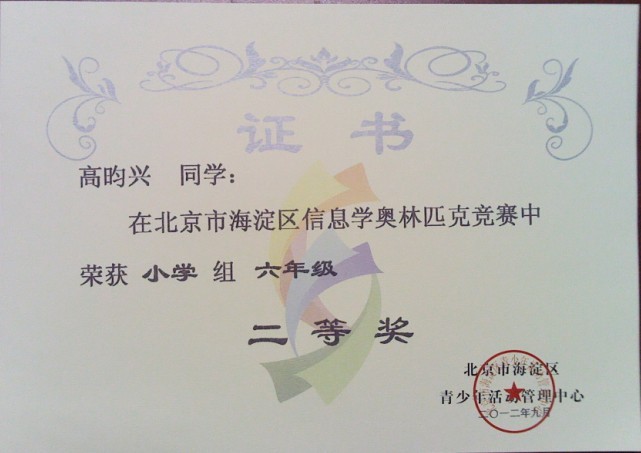 证书
高昀兴 同学：
在北京市海淀区信息学奥林匹克竞赛中
荣获 小学 组 六年级
二等奖
北京市海淀区
青少年活动管理中心
二〇一二年九月